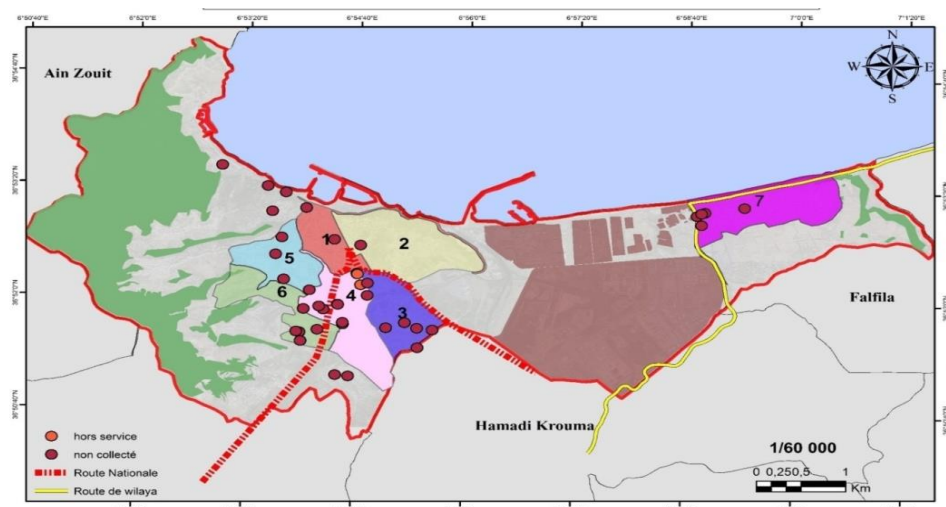 6°50'40"E 6°52'0"E 6°53'20"E 6°54'40"E 6°56'0"E 6°57'20"E 6°58'40"E 7°0'0"E 7°1'20"E
N
W E
S
Ain Zouit
7
1 2
5
6 4
3
Falfila
Hamadi Krouma
hors service
non collecté
Route Nationale
Route de wilaya
1/60 000
0 0,250,5 1
Km